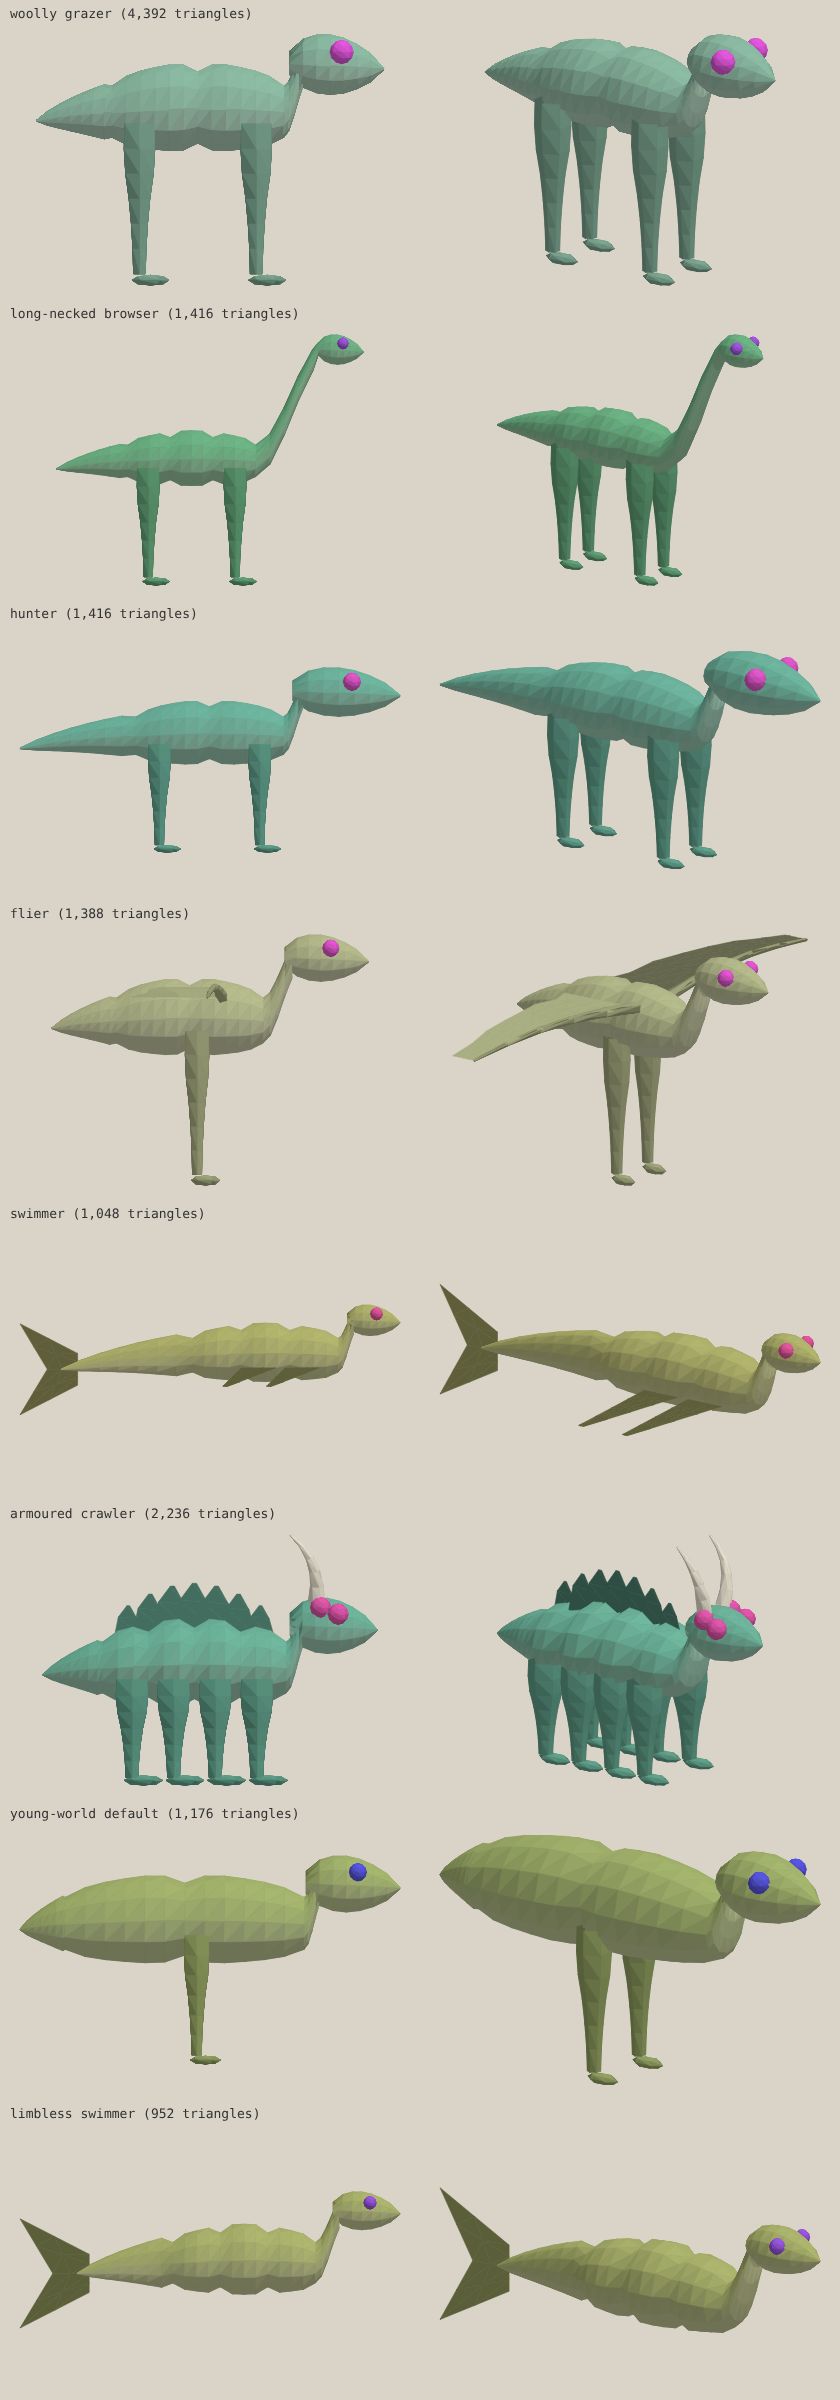 woolly grazer (4,392 triangles)
long-necked browser (1,416 triangles)
hunter (1,416 triangles)
flier (1,388 triangles)
swimmer (1,048 triangles)
armoured crawler (2,236 triangles)
young-world default (1,176 triangles)
limbless swimmer (952 triangles)